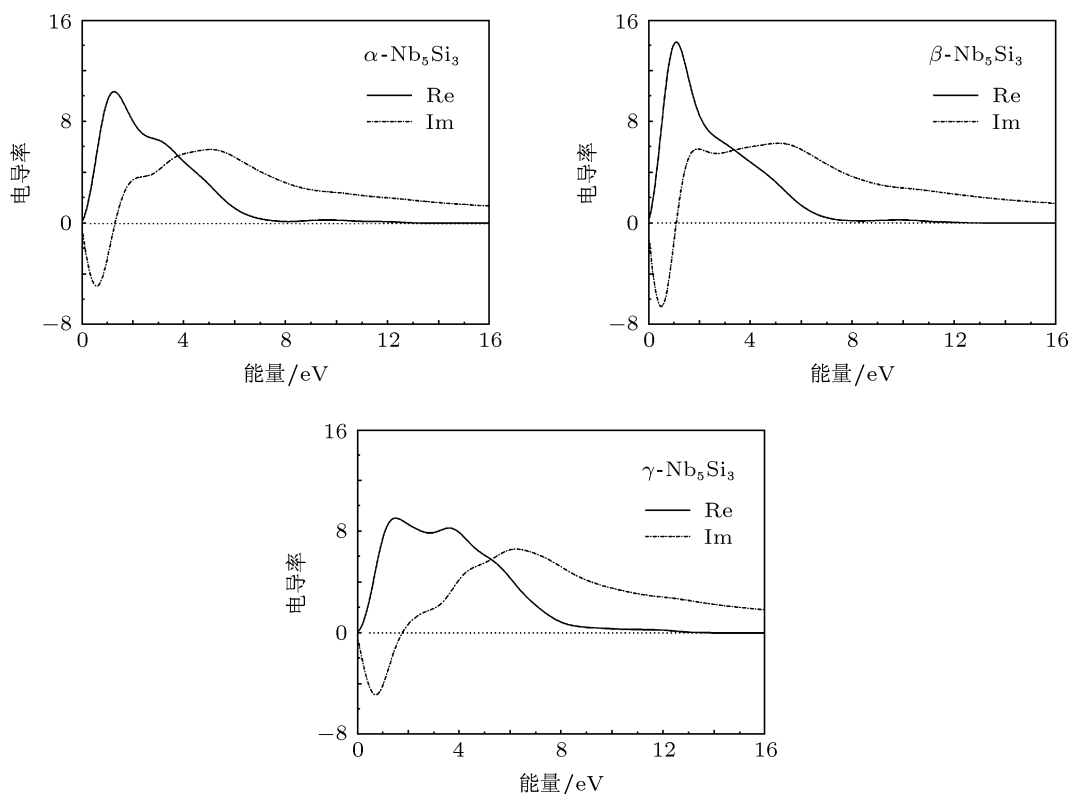 16
α-Nb₅Si₃
Re
Im
8
0
−8
电导率
0 4 8 12 16
能量/eV
16
β-Nb₅Si₃
Re
Im
8
0
−8
电导率
0 4 8 12 16
能量/eV
16
γ-Nb₅Si₃
Re
Im
8
0
−8
电导率
0 4 8 12 16
能量/eV